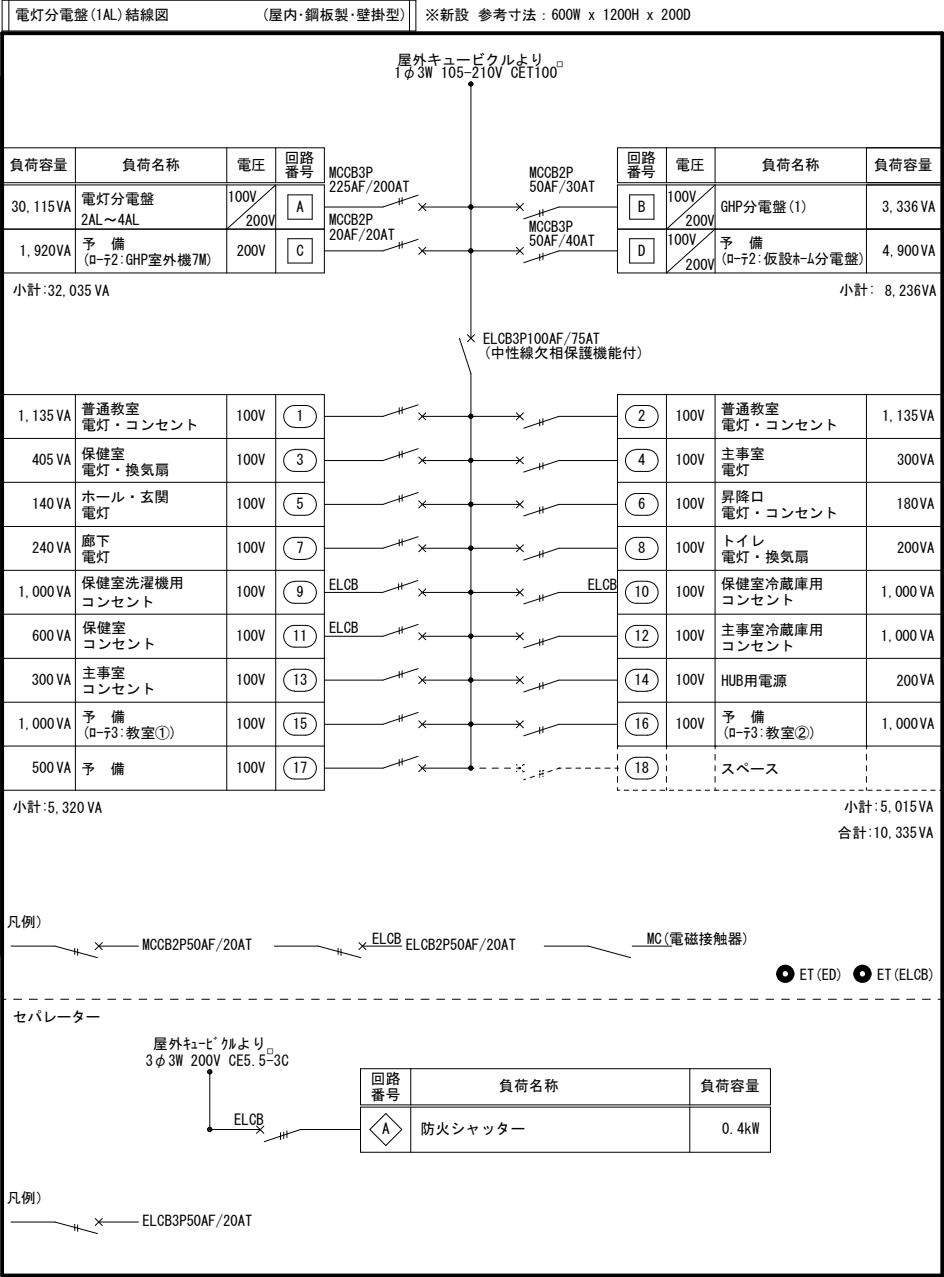 電灯分電盤(1AL)結線図 (屋内･鋼板製･壁掛型) ※新設 参考寸法：600W x 1200H x 200D
屋外キュービクルより
1φ3W 105-210V CET100□
負荷容量 負荷名称 電圧 回路番号
MCCB3P
225AF/200AT
MCCB2P
50AF/30AT
回路番号 電圧 負荷名称 負荷容量
30,115VA 電灯分電盤 2AL～4AL 100V/200V A
MCCB2P
20AF/20AT
MCCB3P
50AF/40AT
B 100V/200V GHP分電盤(1) 3,336VA
1,920VA 予 備 (ﾛｰﾃ2:GHP室外機7M) 200V C
D 100V/200V 予 備 (ﾛｰﾃ2:仮設ﾎｰﾑ分電盤) 4,900VA
小計:32,035VA
小計: 8,236VA
ELCB3P100AF/75AT
(中性線欠相保護機能付)
1,135VA 普通教室 電灯・コンセント 100V 1
2 100V 普通教室 電灯・コンセント 1,135VA
405VA 保健室 電灯・換気扇 100V 3
4 100V 主事室 電灯 300VA
140VA ホール・玄関 電灯 100V 5
6 100V 昇降口 電灯・コンセント 180VA
240VA 廊下 電灯 100V 7
8 100V トイレ 電灯・換気扇 200VA
1,000VA 保健室洗濯機用 コンセント 100V 9 ELCB
ELCB 10 100V 保健室冷蔵庫用 コンセント 1,000VA
600VA 保健室 コンセント 100V 11 ELCB
12 100V 主事室冷蔵庫用 コンセント 1,000VA
300VA 主事室 コンセント 100V 13
14 100V HUB用電源 200VA
1,000VA 予 備 (ﾛｰﾃ3:教室①) 100V 15
16 100V 予 備 (ﾛｰﾃ3:教室②) 1,000VA
500VA 予 備 100V 17
18 スペース
小計:5,320VA
小計:5,015VA
合計:10,335VA
凡例)
MCCB2P50AF/20AT ELCB ELCB2P50AF/20AT MC(電磁接触器)
ET(ED) ET(ELCB)
セパレーター
屋外ｷｭｰﾋﾞｸﾙより
3φ3W 200V CE5.5□-3C
回路番号 負荷名称 負荷容量
ELCB
A 防火シャッター 0.4kW
凡例)
ELCB3P50AF/20AT